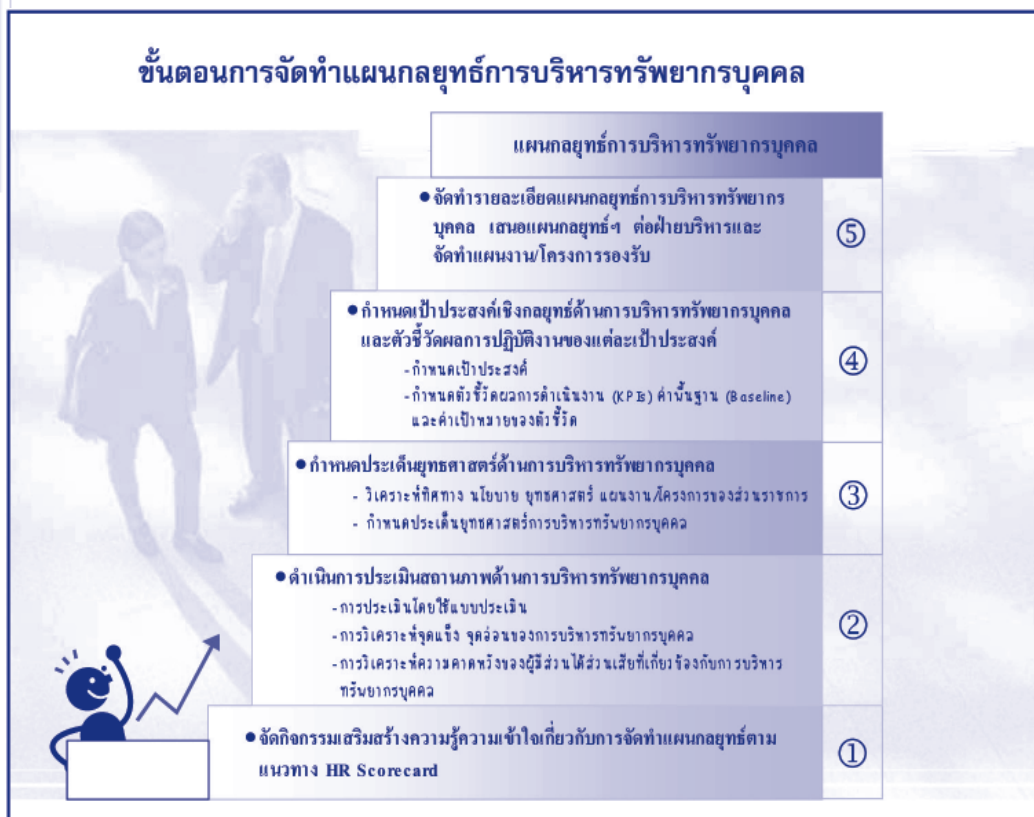 ขั้นตอนการจัดทำแผนกลยุทธ์การบริหารทรัพยากรบุคคล
แผนกลยุทธ์การบริหารทรัพยากรบุคคล
●จัดทำรายละเอียดแผนกลยุทธ์การบริหารทรัพยากร
บุคคล เสนอแผนกลยุทธ์ฯ ต่อฝ่ายบริหารและ
จัดทำแผนงาน/โครงการรองรับ
⑤
●กำหนดเป้าประสงค์เชิงกลยุทธ์ด้านการบริหารทรัพยากรบุคคล
และตัวชี้วัดผลการปฏิบัติงานของแต่ละเป้าประสงค์
-กำหนดเป้าประสงค์
-กำหนดตัวชี้วัดผลการดำเนินงาน (KPIs) ค่าพื้นฐาน (Baseline)
และค่าเป้าหมายของตัวชี้วัด
④
●กำหนดประเด็นยุทธศาสตร์ด้านการบริหารทรัพยากรบุคคล
- วิเคราะห์ทิศทาง นโยบาย ยุทธศาสตร์ แผนงาน/โครงการของส่วนราชการ
- กำหนดประเด็นยุทธศาสตร์การบริหารทรัพยากรบุคคล
③
●ดำเนินการประเมินสถานภาพด้านการบริหารทรัพยากรบุคคล
-การประเมินโดยใช้แบบประเมิน
-การวิเคราะห์จุดแข็ง จุดอ่อนของการบริหารทรัพยากรบุคคล
-การวิเคราะห์ความคาดหวังของผู้มีส่วนได้ส่วนเสียที่เกี่ยวข้องกับการบริหาร
ทรัพยากรบุคคล
②
●จัดกิจกรรมเสริมสร้างความรู้ความเข้าใจเกี่ยวกับการจัดทำแผนกลยุทธ์ตาม
แนวทาง HR Scorecard
①